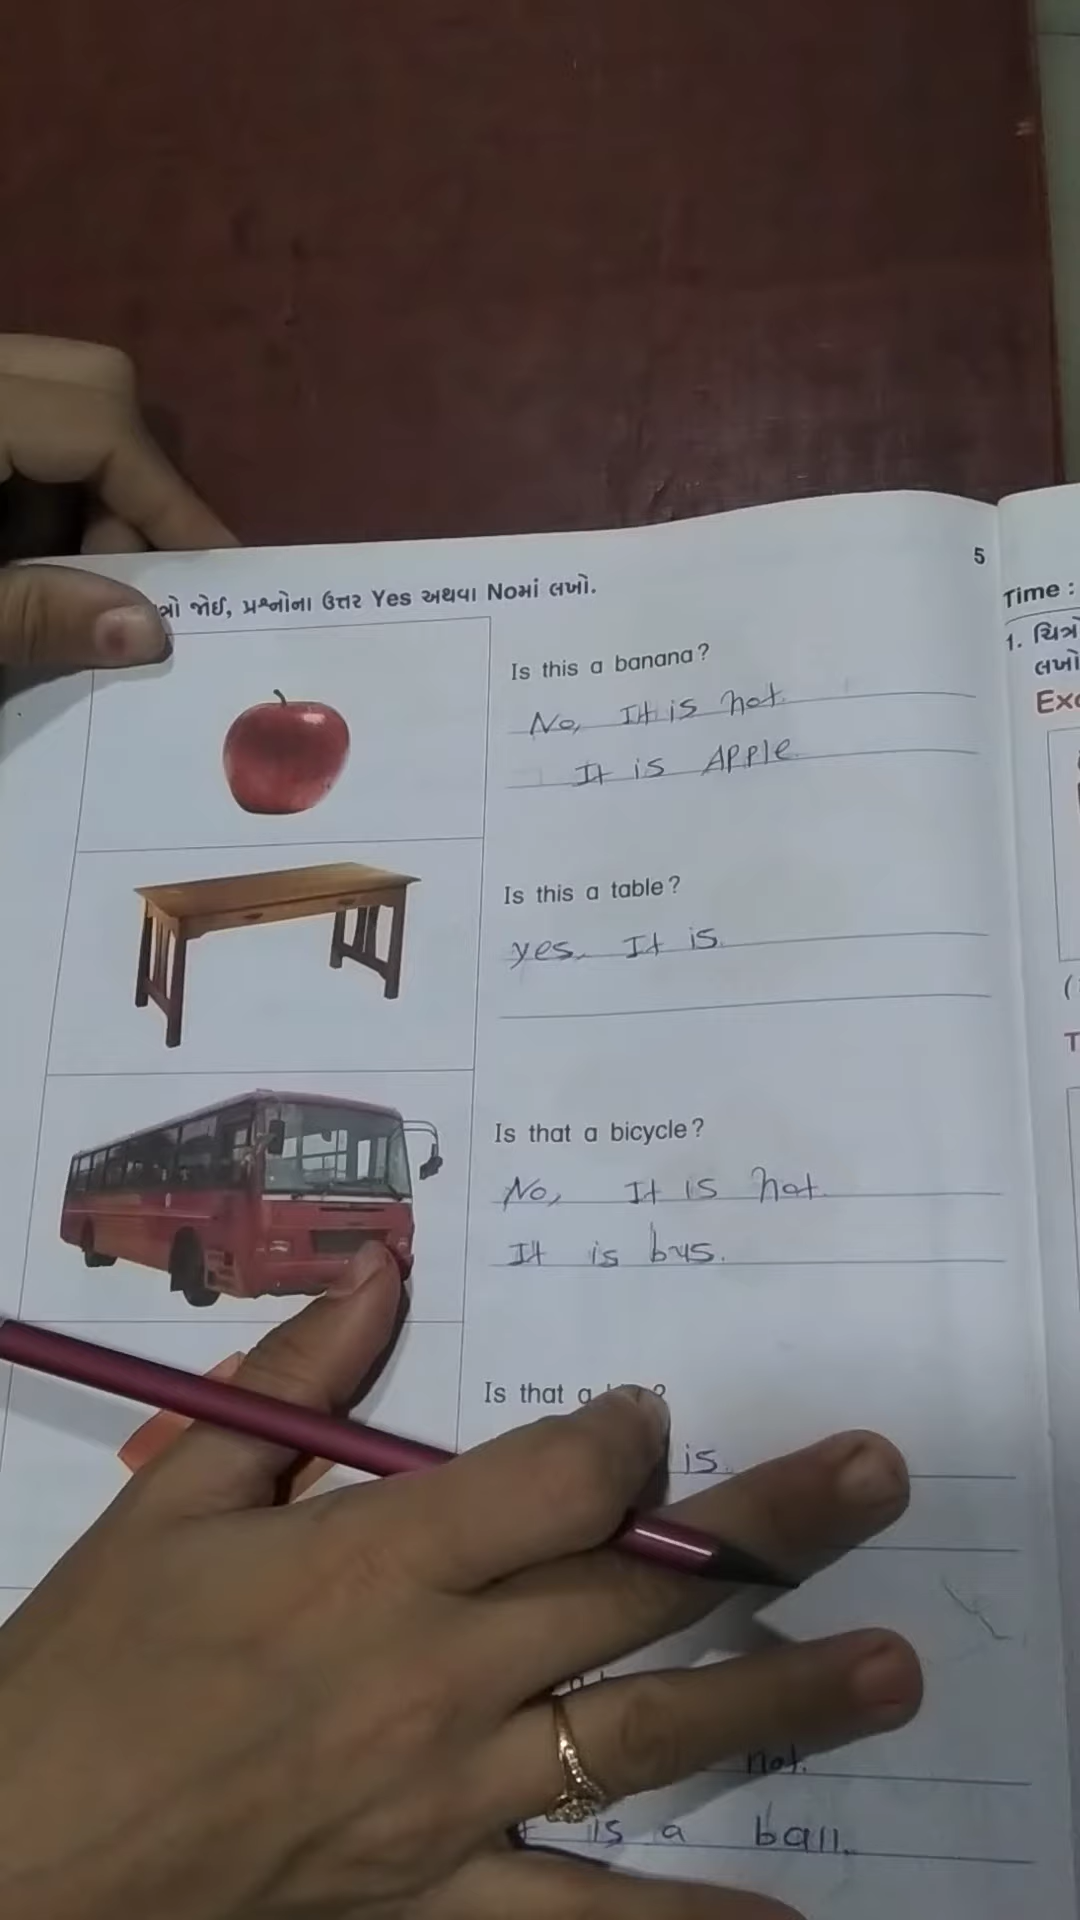 5
જોઈ, પ્રશ્નોના ઉત્તર Yes અથવા Noમાં લખો.
Is this a banana?
No, It is not.
It is Apple
Is this a table?
yes. It is.
Is that a bicycle?
No, It is not.
It is bus.
Is that a
is.
not.
is a ball.
Time :
1. ચિત્રો
લખો